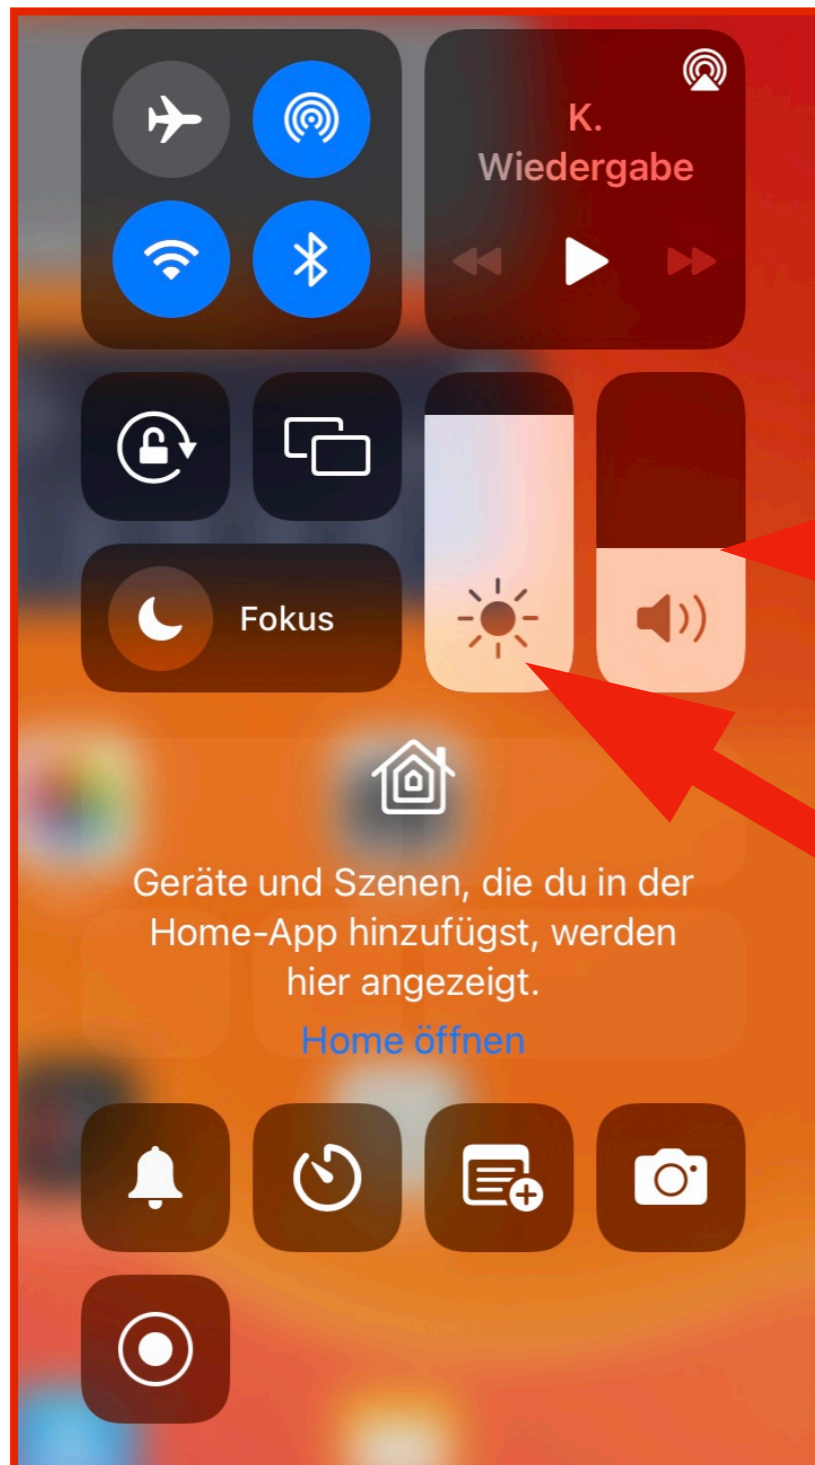 K.
Wiedergabe
Fokus
Geräte und Szenen, die du in der
Home-App hinzufügst, werden
hier angezeigt.
Home öffnen